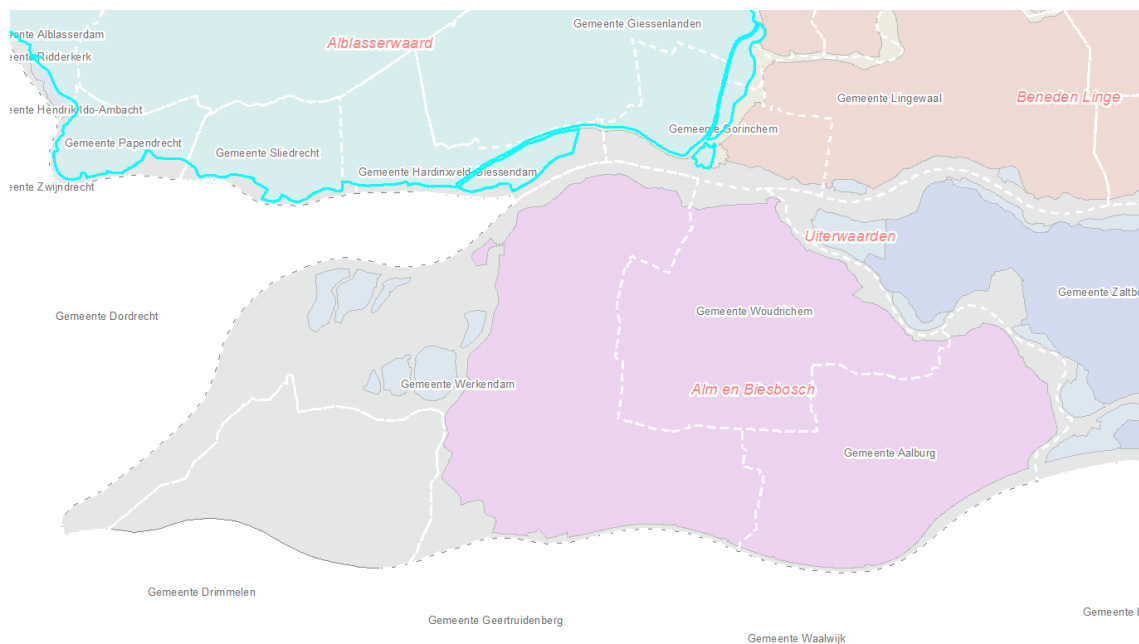 Gemeente Giessenlanden
ente Alblasserdam
Alblasserwaard
eente Ridderkerk
Gemeente Lingewaal
Beneden Linge
eente Hendrik-Ido-Ambacht
Gemeente Gorinchem
Gemeente Papendrecht
Gemeente Sliedrecht
Gemeente Hardinxveld-Giessendam
ente Zwijndrecht
Uiterwaarden
Gemeente Zaltbo
Gemeente Dordrecht
Gemeente Woudrichem
Gemeente Werkendam
Alm en Biesbosch
Gemeente Aalburg
Gemeente Drimmelen
Gemeente Geertruidenberg
Gemeente Waalwijk
Gemeente H